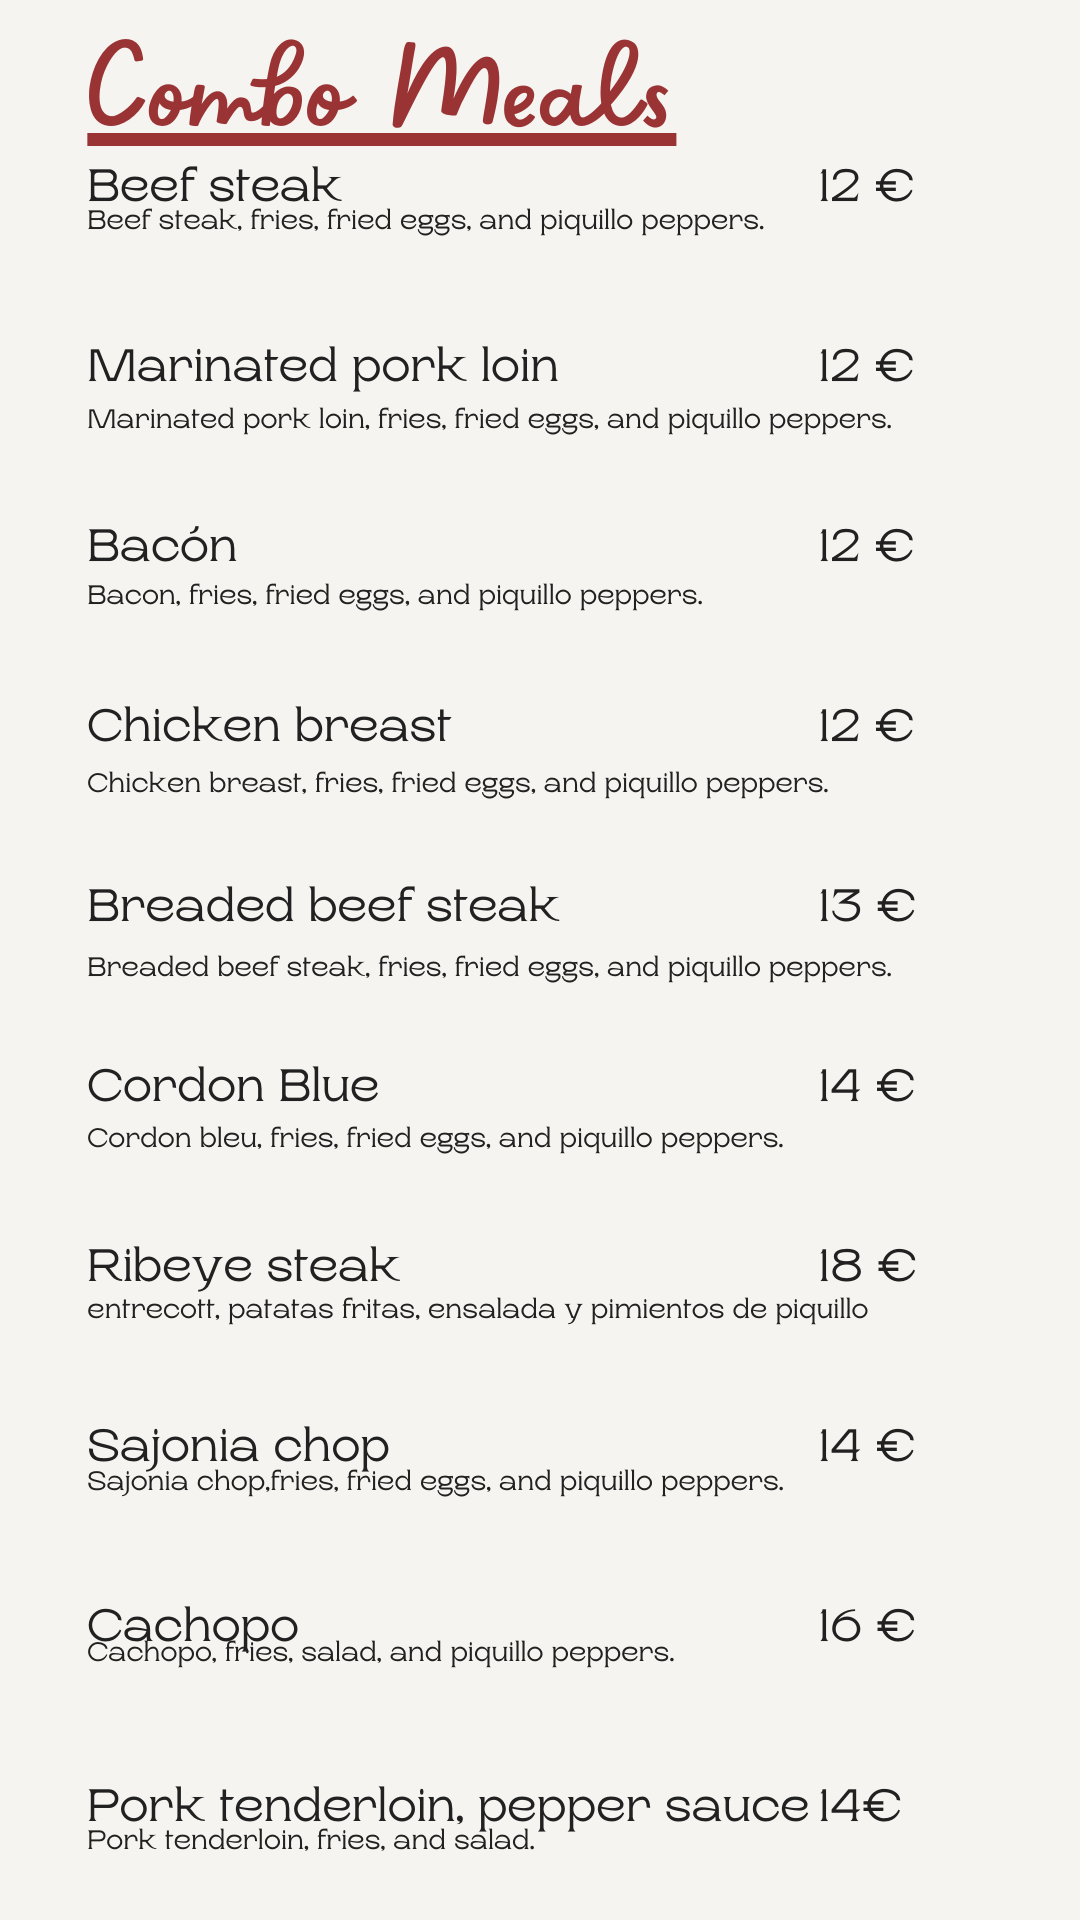 Combo Meals
Beef steak 12 €
Beef steak, fries, fried eggs, and piquillo peppers.
Marinated pork loin 12 €
Marinated pork loin, fries, fried eggs, and piquillo peppers.
Bacón 12 €
Bacon, fries, fried eggs, and piquillo peppers.
Chicken breast 12 €
Chicken breast, fries, fried eggs, and piquillo peppers.
Breaded beef steak 13 €
Breaded beef steak, fries, fried eggs, and piquillo peppers.
Cordon Blue 14 €
Cordon bleu, fries, fried eggs, and piquillo peppers.
Ribeye steak 18 €
entrecott, patatas fritas, ensalada y pimientos de piquillo
Sajonia chop 14 €
Sajonia chop,fries, fried eggs, and piquillo peppers.
Cachopo 16 €
Cachopo, fries, salad, and piquillo peppers.
Pork tenderloin, pepper sauce 14€
Pork tenderloin, fries, and salad.